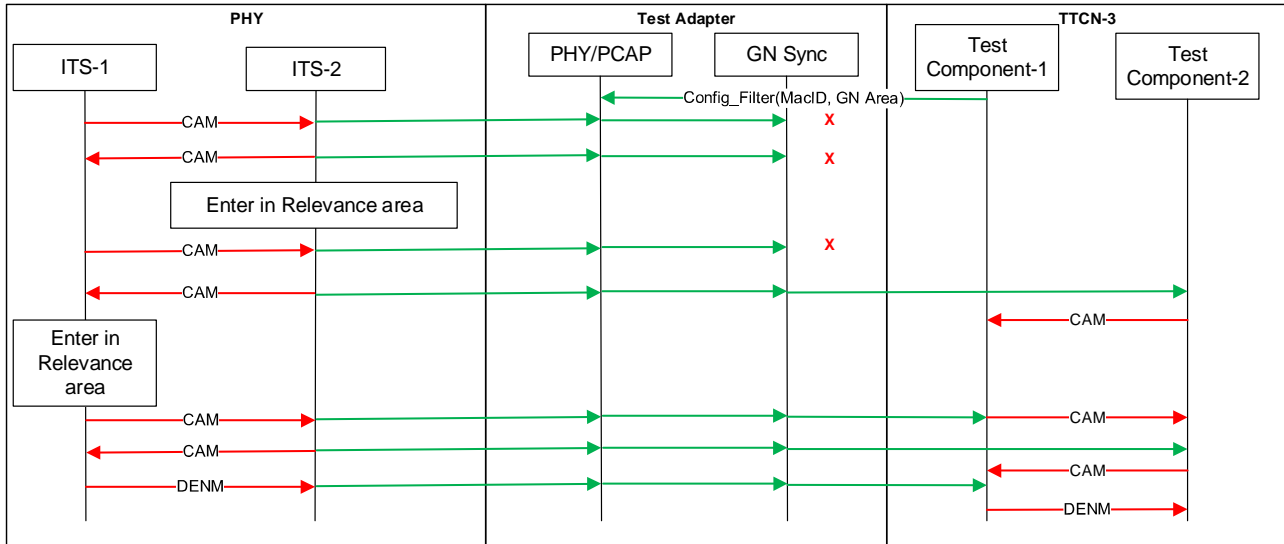 PHY
Test Adapter
TTCN-3
ITS-1
ITS-2
PHY/PCAP
GN Sync
Test
Component-1
Test
Component-2
Config_Filter(MacID, GN Area)
CAM
X
CAM
X
Enter in Relevance area
CAM
X
CAM
CAM
Enter in
Relevance
area
CAM
CAM
CAM
CAM
DENM
DENM